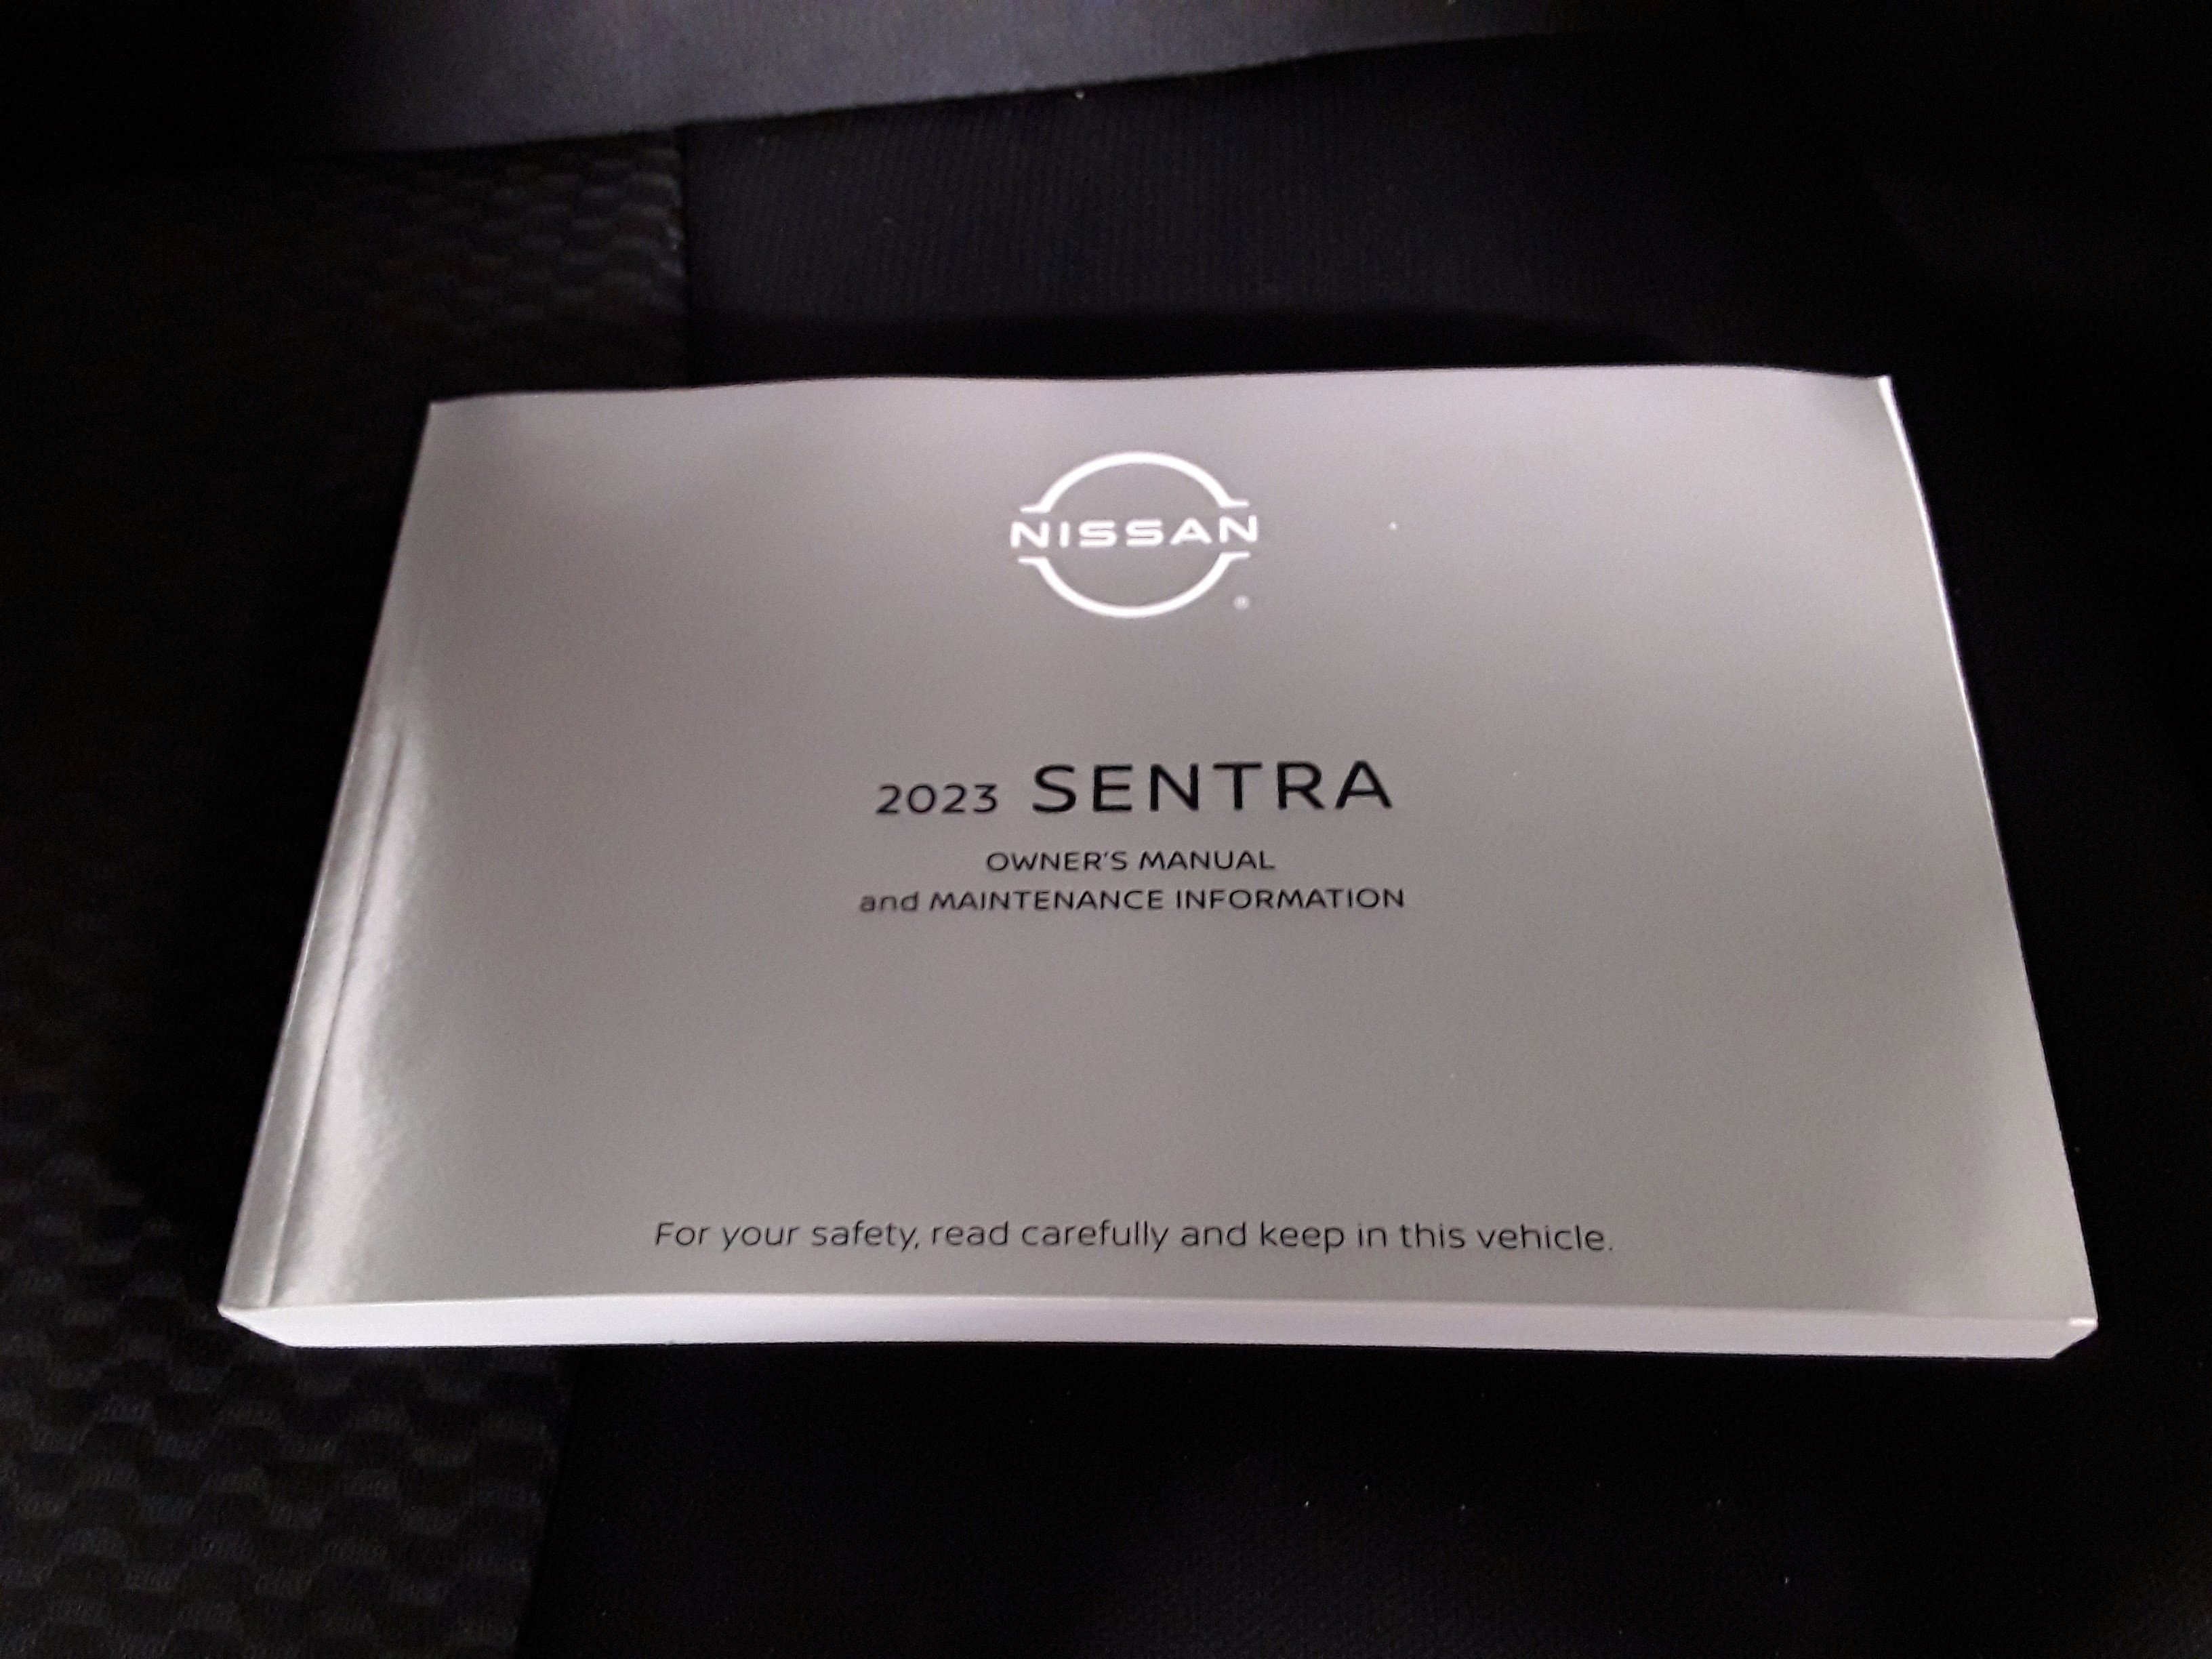 NISSAN
®
2023 SENTRA
OWNER'S MANUAL
and MAINTENANCE INFORMATION
For your safety, read carefully and keep in this vehicle.